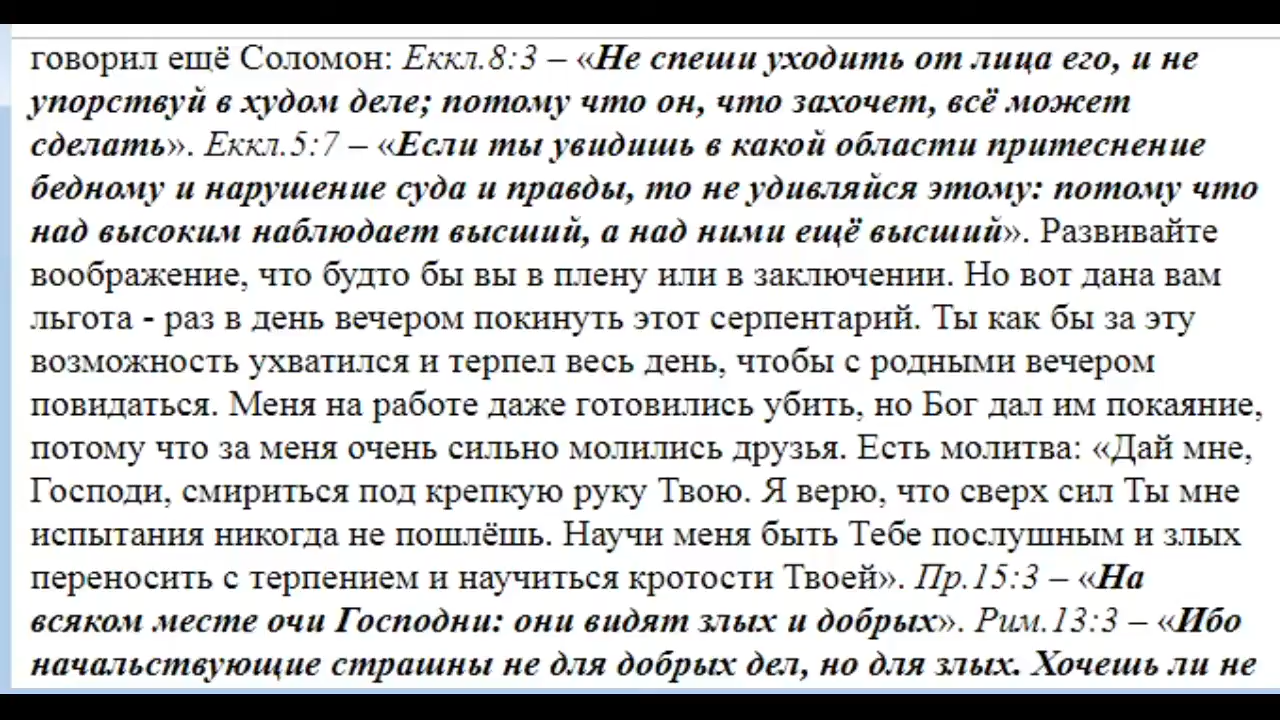 говорил ещё Соломон: Еккл.8:3 – «Не спеши уходить от лица его, и не
упорствуй в худом деле; потому что он, что захочет, всё может
сделать». Еккл.5:7 – «Если ты увидишь в какой области притеснение
бедному и нарушение суда и правды, то не удивляйся этому: потому что
над высоким наблюдает высший, а над ними ещё высший». Развивайте
воображение, что будто бы вы в плену или в заключении. Но вот дана вам
льгота - раз в день вечером покинуть этот серпентарий. Ты как бы за эту
возможность ухватился и терпел весь день, чтобы с родными вечером
повидаться. Меня на работе даже готовились убить, но Бог дал им покаяние,
потому что за меня очень сильно молились друзья. Есть молитва: «Дай мне,
Господи, смириться под крепкую руку Твою. Я верю, что сверх сил Ты мне
испытания никогда не пошлёшь. Научи меня быть Тебе послушным и злых
переносить с терпением и научиться кротости Твоей». Пр.15:3 – «На
всяком месте очи Господни: они видят злых и добрых». Рим.13:3 – «Ибо
начальствующие страшны не для добрых дел, но для злых. Хочешь ли не